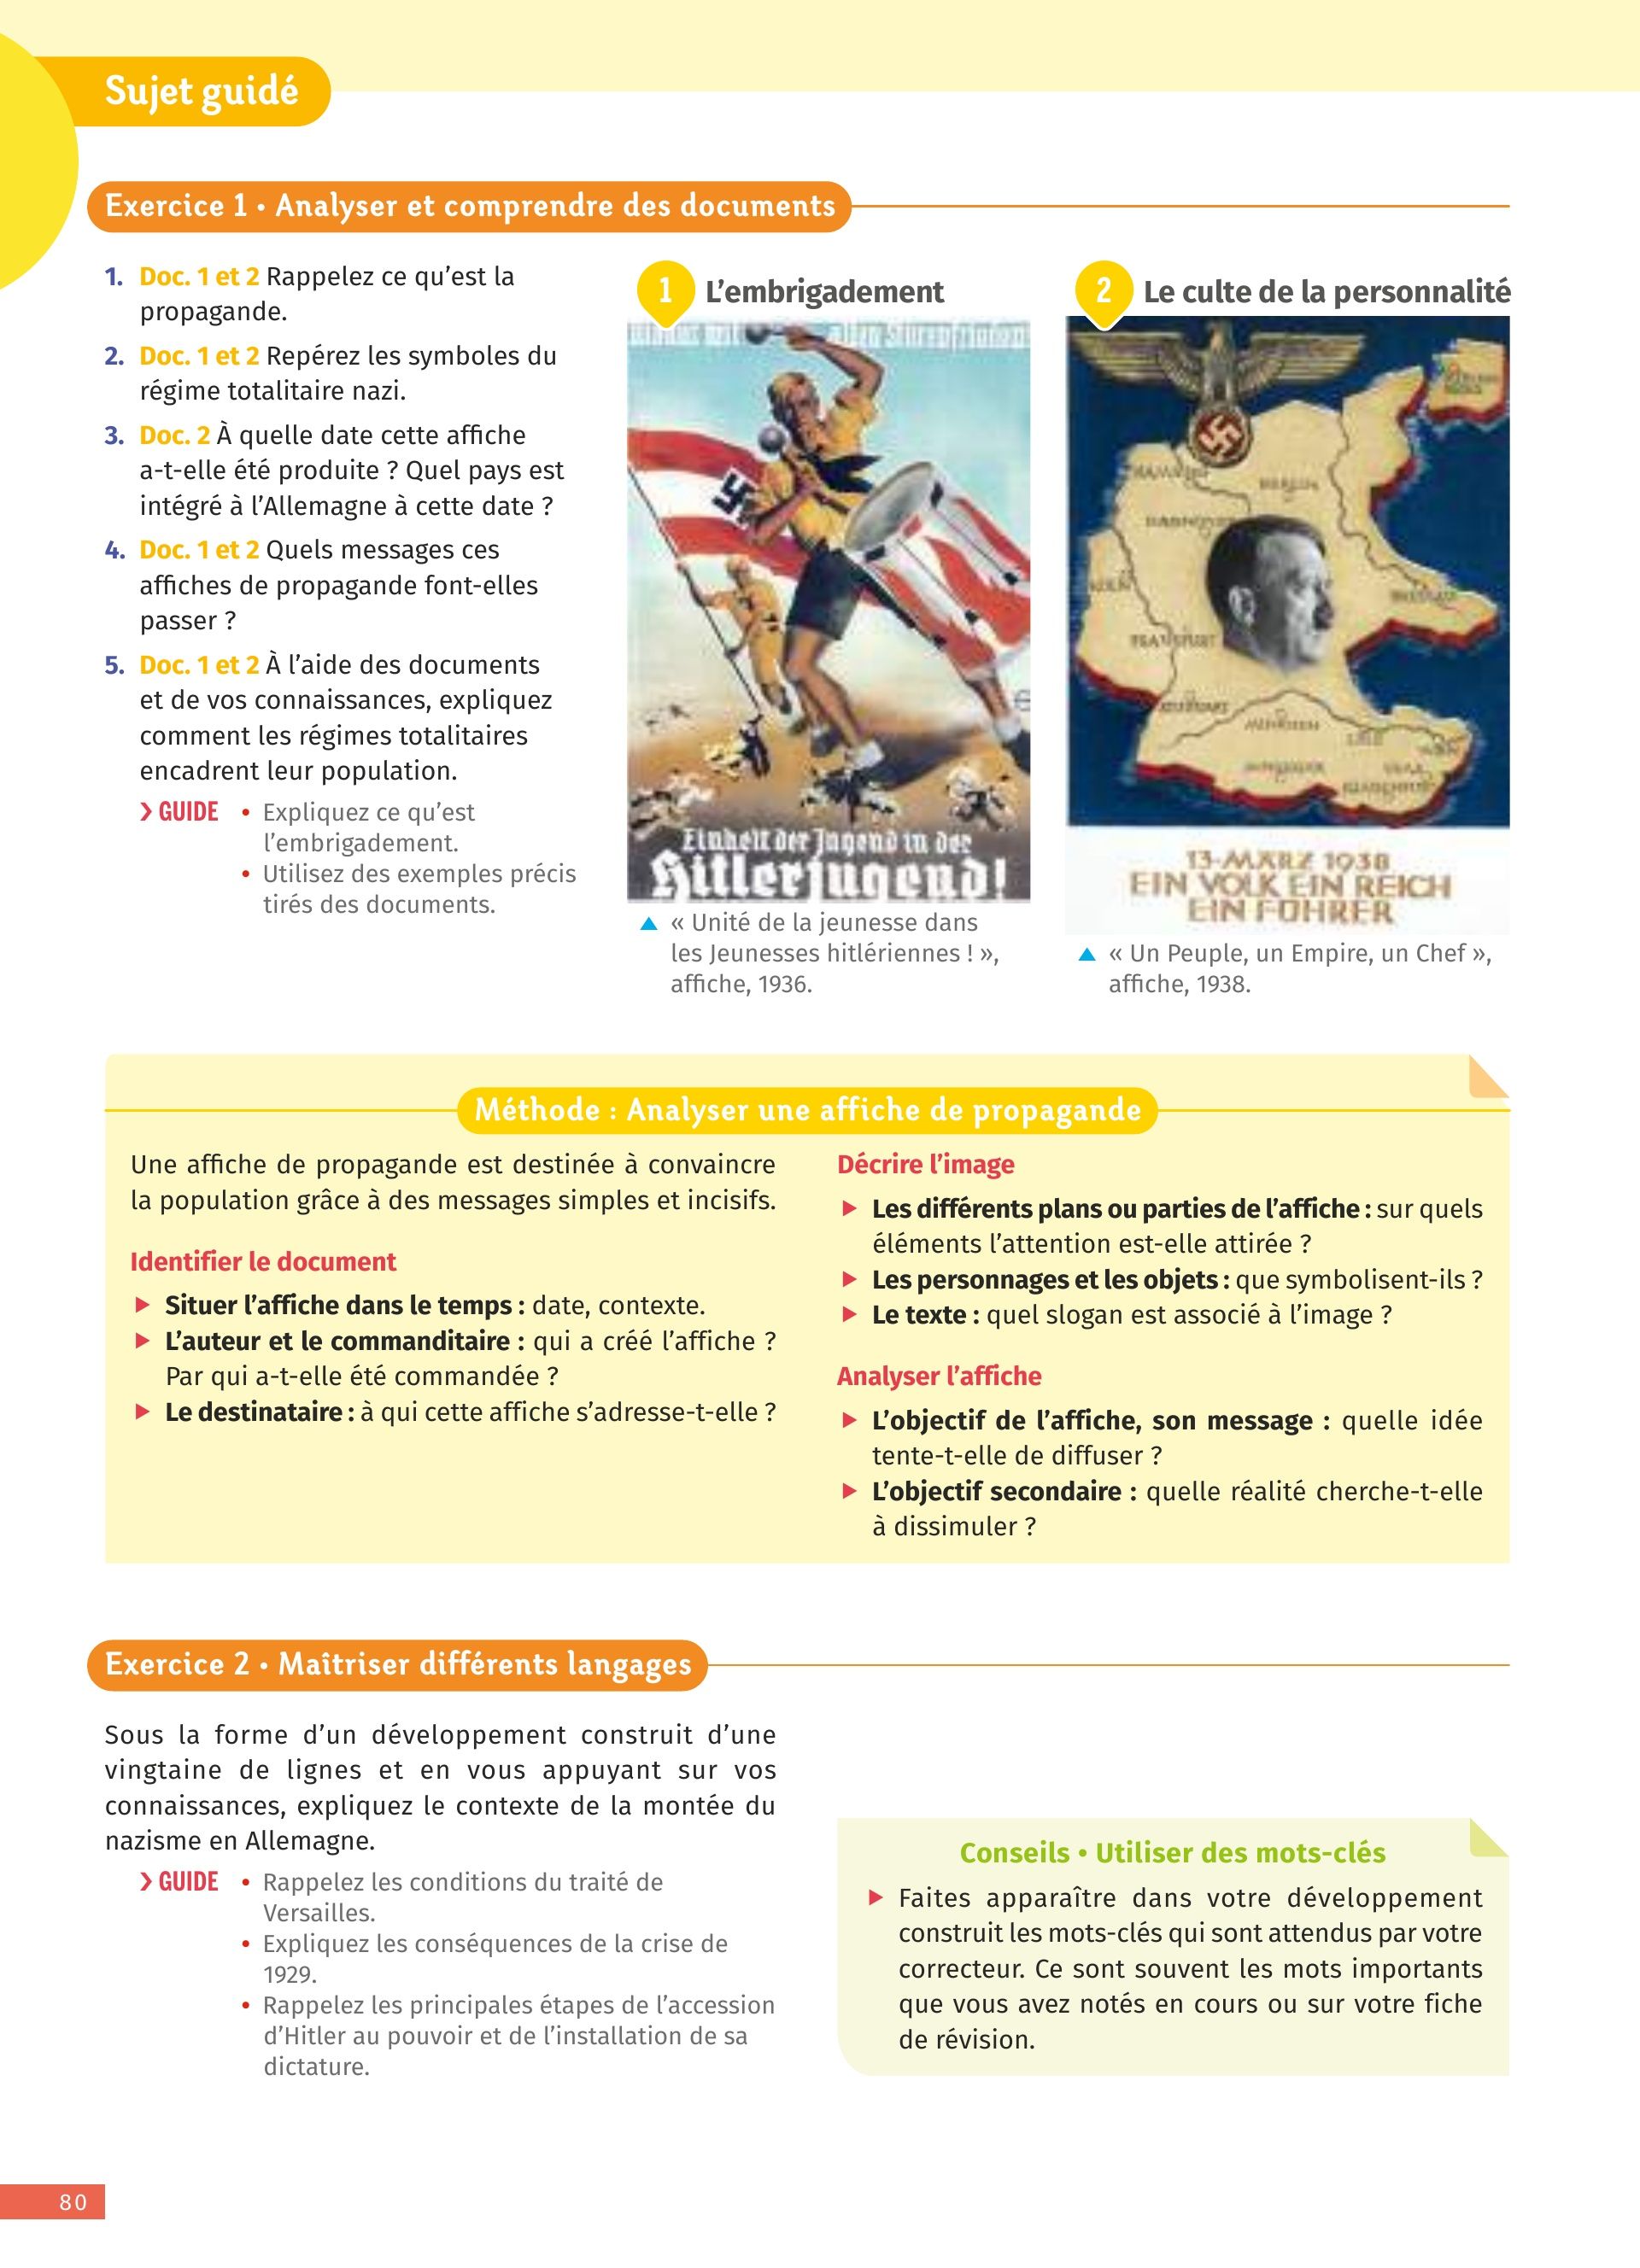 Sujet guidé
Exercice 1 • Analyser et comprendre des documents
1. Doc. 1 et 2 Rappelez ce qu'est la
propagande.
2. Doc. 1 et 2 Repérez les symboles du
régime totalitaire nazi.
3. Doc. 2 À quelle date cette affiche
a-t-elle été produite ? Quel pays est
intégré à l'Allemagne à cette date ?
4. Doc. 1 et 2 Quels messages ces
affiches de propagande font-elles
passer ?
5. Doc. 1 et 2 À l'aide des documents
et de vos connaissances, expliquez
comment les régimes totalitaires
encadrent leur population.
› GUIDE • Expliquez ce qu'est
l'embrigadement.
• Utilisez des exemples précis
tirés des documents.
1 L'embrigadement
Einheit der Jugend in der
Hitlerjugend!
▲ « Unité de la jeunesse dans
les Jeunesses hitlériennes ! »,
affiche, 1936.
2 Le culte de la personnalité
HANNOVER
BERLIN
KÖLN
FRANKFURT
STUTTGART
MÜNCHEN
13. MÄRZ 1938
EIN VOLK EIN REICH
EIN FÜHRER
▲ « Un Peuple, un Empire, un Chef »,
affiche, 1938.
Méthode : Analyser une affiche de propagande
Une affiche de propagande est destinée à convaincre
la population grâce à des messages simples et incisifs.
Identifier le document
► Situer l'affiche dans le temps : date, contexte.
► L'auteur et le commanditaire : qui a créé l'affiche ?
Par qui a-t-elle été commandée ?
► Le destinataire : à qui cette affiche s'adresse-t-elle ?
Décrire l'image
► Les différents plans ou parties de l'affiche : sur quels
éléments l'attention est-elle attirée ?
► Les personnages et les objets : que symbolisent-ils ?
► Le texte : quel slogan est associé à l'image ?
Analyser l'affiche
► L'objectif de l'affiche, son message : quelle idée
tente-t-elle de diffuser ?
► L'objectif secondaire : quelle réalité cherche-t-elle
à dissimuler ?
Exercice 2 • Maîtriser différents langages
Sous la forme d'un développement construit d'une
vingtaine de lignes et en vous appuyant sur vos
connaissances, expliquez le contexte de la montée du
nazisme en Allemagne.
› GUIDE • Rappelez les conditions du traité de
Versailles.
• Expliquez les conséquences de la crise de
1929.
• Rappelez les principales étapes de l'accession
d'Hitler au pouvoir et de l'installation de sa
dictature.
Conseils • Utiliser des mots-clés
► Faites apparaître dans votre développement
construit les mots-clés qui sont attendus par votre
correcteur. Ce sont souvent les mots importants
que vous avez notés en cours ou sur votre fiche
de révision.
80